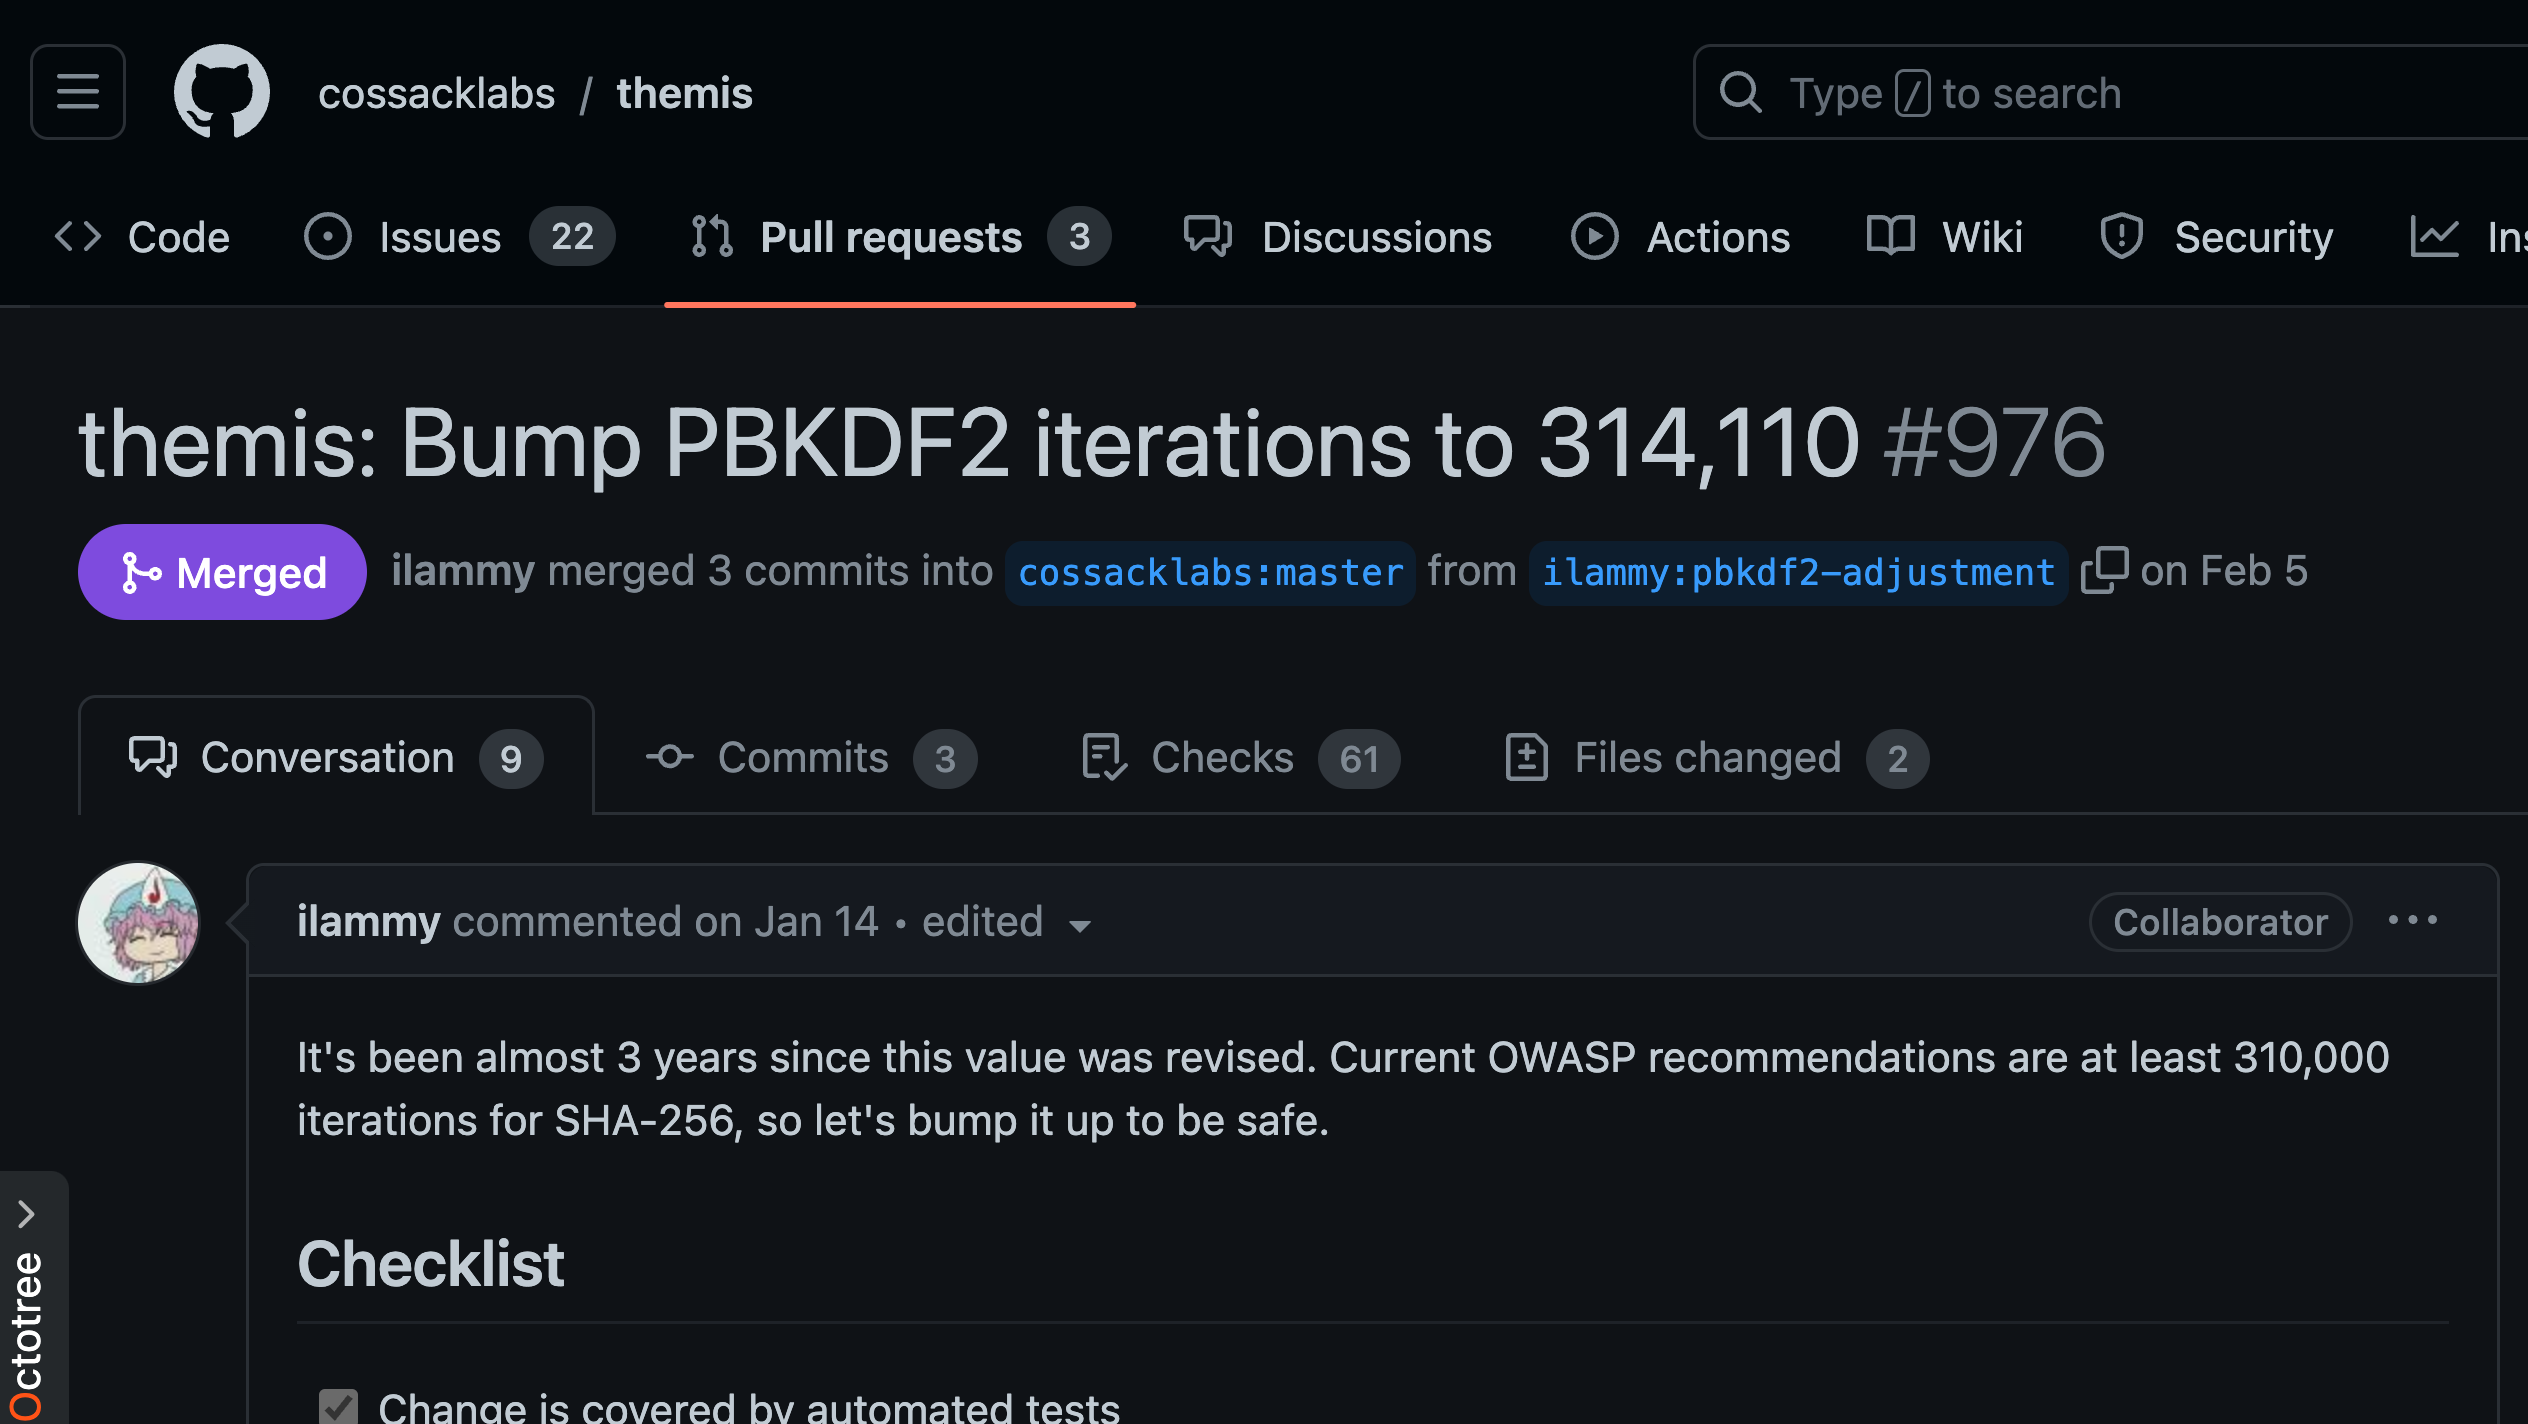 cossacklabs / themis
Type / to search
Code
Issues 22
Pull requests 3
Discussions
Actions
Wiki
Security
Ins
themis: Bump PBKDF2 iterations to 314,110 #976
Merged
ilammy merged 3 commits into cossacklabs:master from ilammy:pbkdf2-adjustment on Feb 5
Conversation 9
Commits 3
Checks 61
Files changed 2
ilammy commented on Jan 14 • edited
Collaborator
It's been almost 3 years since this value was revised. Current OWASP recommendations are at least 310,000
iterations for SHA-256, so let's bump it up to be safe.
Checklist
Change is covered by automated tests
Octotree